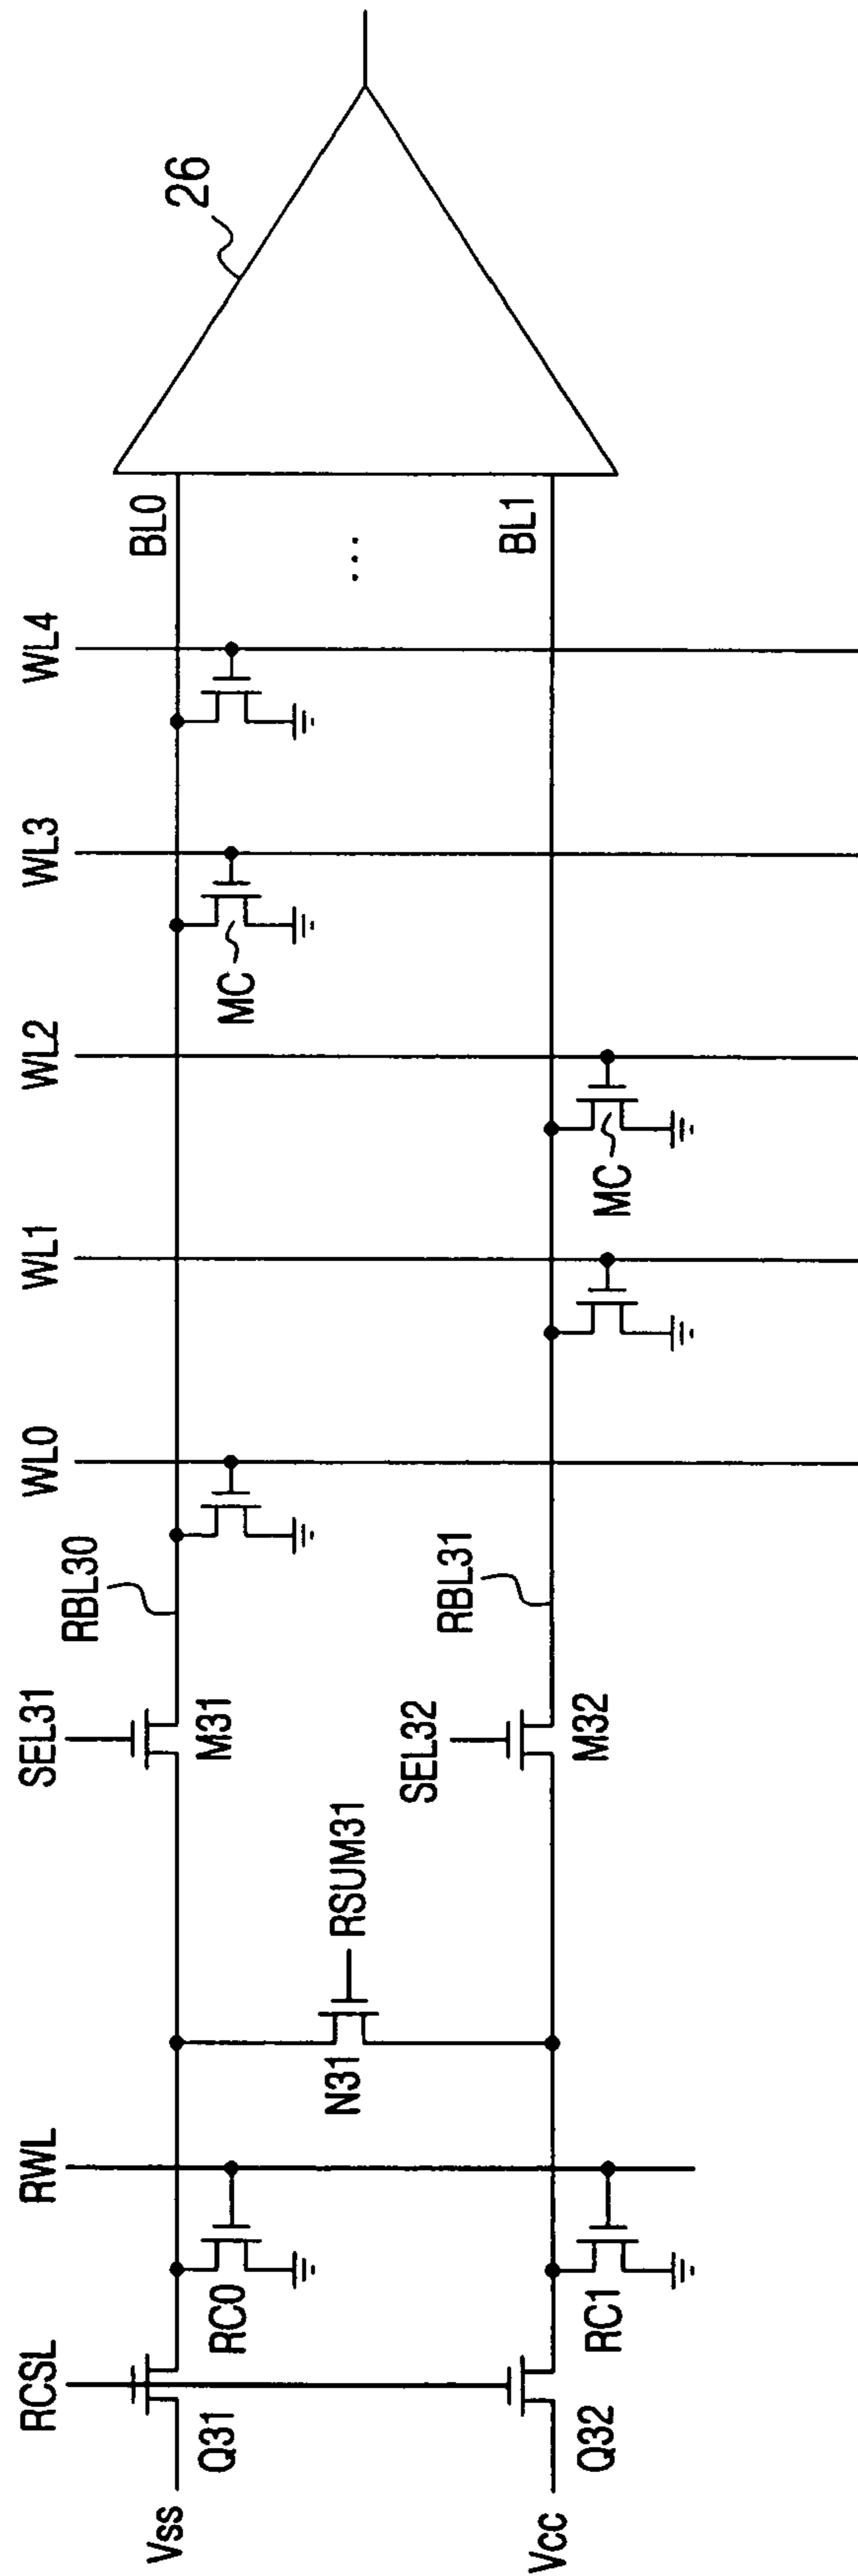 RCSL
RWL
SEL31
WL0
WL1
WL2
WL3
WL4
26
Vss
Q31
RC0
M31
RBL30
MC
BL0
N31
RSUM31
...
SEL32
RBL31
BL1
Vcc
Q32
RC1
M32
MC